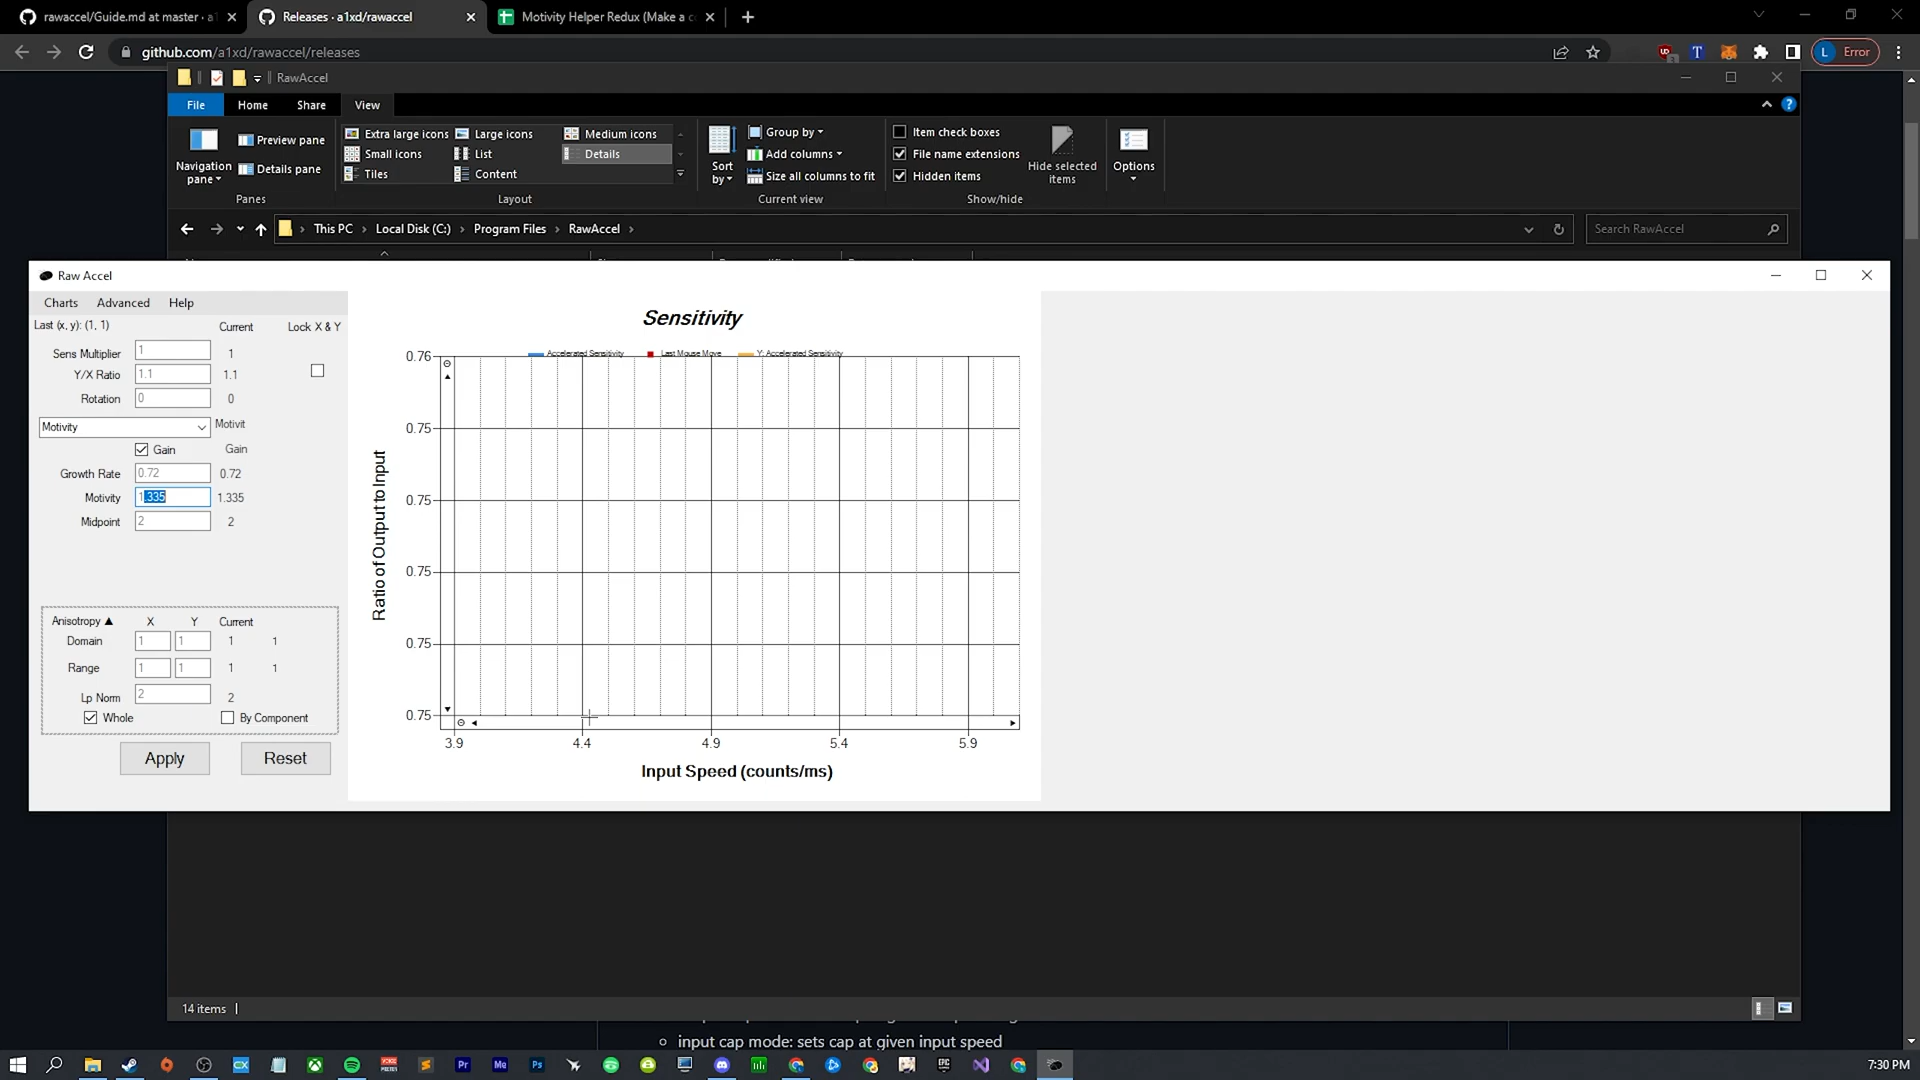 rawaccel/Guide.md at master · a
Releases · a1xd/rawaccel
Motivity Helper Redux (Make a c
github.com/a1xd/rawaccel/releases
L Error
RawAccel
File Home Share View
Navigation pane
Preview pane
Details pane
Panes
Extra large icons Large icons Medium icons
Small icons List Details
Tiles Content
Layout
Sort by
Group by
Add columns
Size all columns to fit
Current view
Item check boxes
File name extensions
Hidden items
Hide selected items
Show/hide
Options
This PC Local Disk (C:) Program Files RawAccel
Search RawAccel
Raw Accel
Charts Advanced Help
Last (x, y): (1, 1)
Current Lock X & Y
Sens Multiplier 1 1
Y/X Ratio 1.1 1.1
Rotation 0 0
Motivity Motivit
Gain Gain
Growth Rate 0.72 0.72
Motivity 1.335 1.335
Midpoint 2 2
Anisotropy ▲ X Y Current
Domain 1 1 1 1
Range 1 1 1 1
Lp Norm 2 2
Whole By Component
Apply Reset
Sensitivity
Accelerated Sensitivity Last Mouse Move Y: Accelerated Sensitivity
Ratio of Output to Input
0.76
0.75
0.75
0.75
0.75
0.75
3.9 4.4 4.9 5.4 5.9
Input Speed (counts/ms)
14 items
input cap mode: sets cap at given input speed
7:30 PM